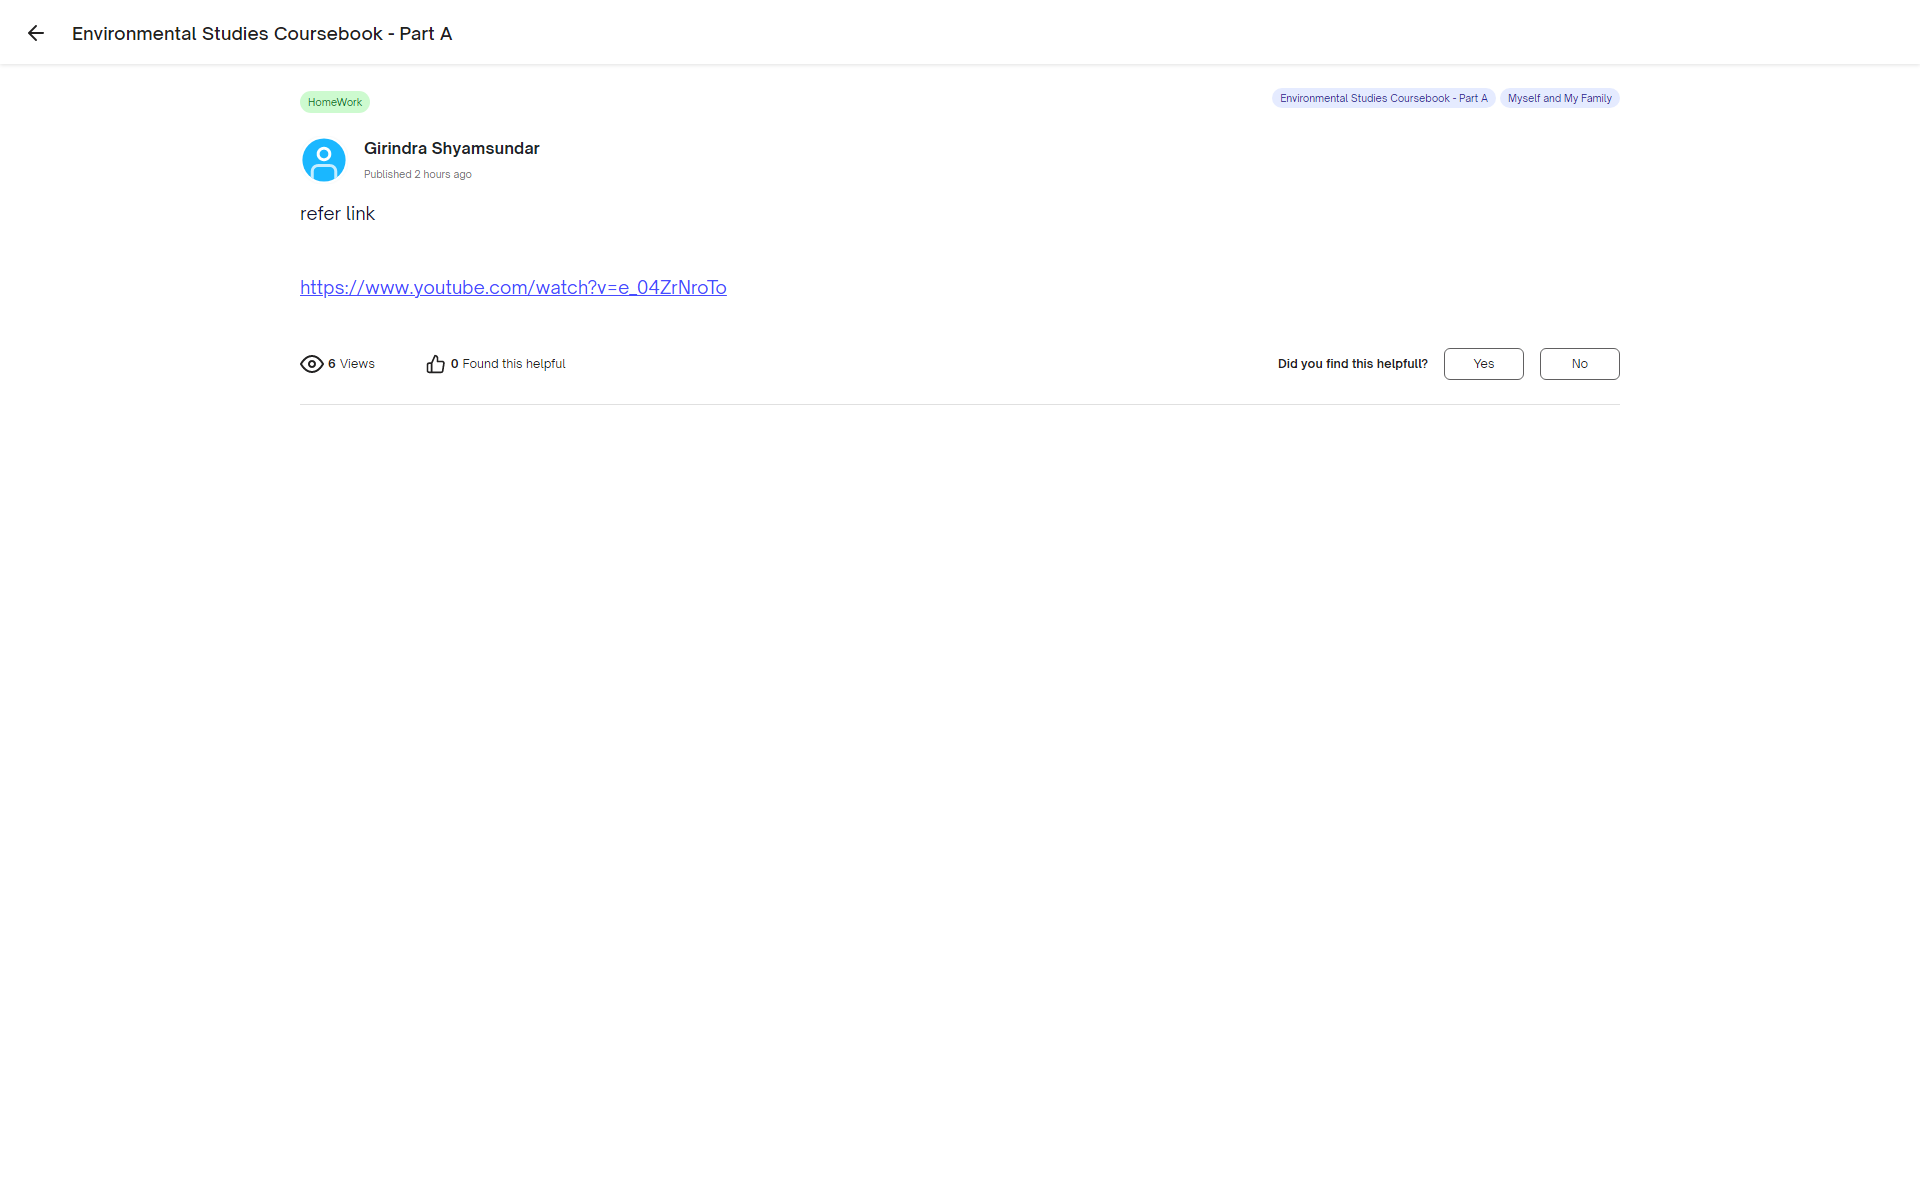 Environmental Studies Coursebook - Part A
HomeWork
Environmental Studies Coursebook - Part A
Myself and My Family
Girindra Shyamsundar
Published 2 hours ago
refer link
https://www.youtube.com/watch?v=e_04ZrNroTo
6 Views
0 Found this helpful
Did you find this helpfull?
Yes
No